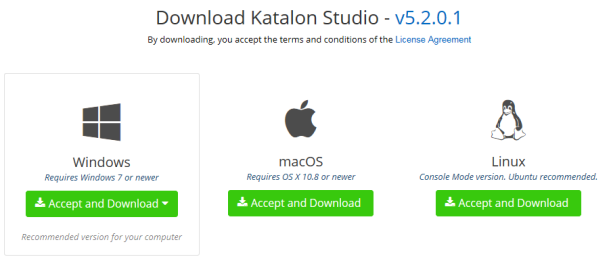 Download Katalon Studio - v5.2.0.1
By downloading, you accept the terms and conditions of the License Agreement
Windows
Requires Windows 7 or newer
Accept and Download
Recommended version for your computer
macOS
Requires OS X 10.8 or newer
Accept and Download
Linux
Console Mode version. Ubuntu recommended.
Accept and Download